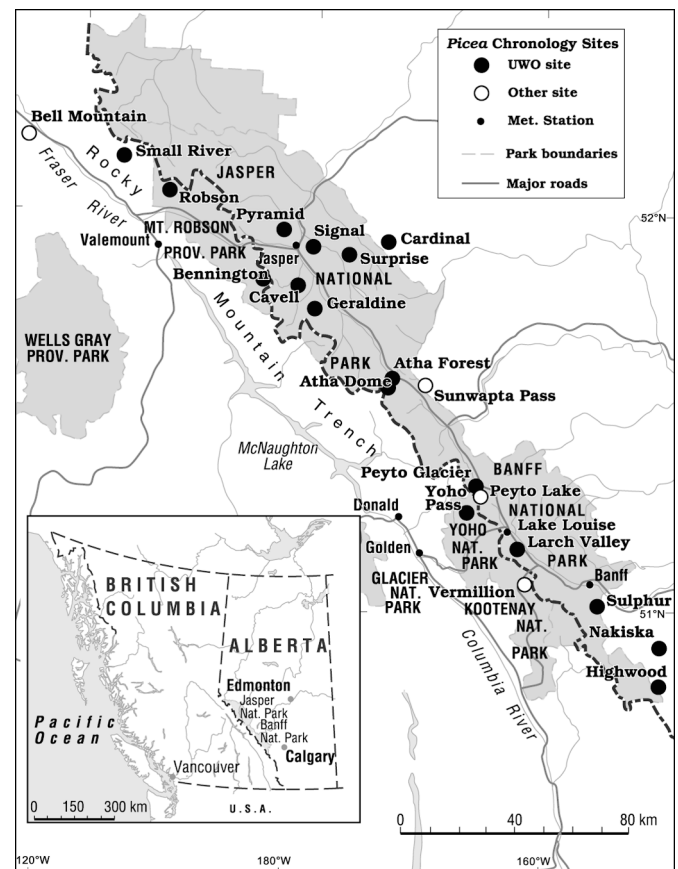 Picea Chronology Sites
UWO site
Other site
Met. Station
Park boundaries
Major roads
Bell Mountain
Small River
Rocky
Fraser
River
JASPER
Robson
Pyramid
MT. ROBSON
PROV. PARK
Signal
Cardinal
52°N
Valemount
Jasper
Surprise
Bennington
NATIONAL
Cavell
Geraldine
Mountain
WELLS GRAY
PROV. PARK
PARK
Atha Forest
Atha Dome
Sunwapta Pass
Trench
McNaughton
Lake
Peyto Glacier
BANFF
Yoho
Pass
Peyto Lake
NATIONAL
Donald
Lake Louise
YOHO
NAT.
PARK
Larch Valley
PARK
Golden
Banff
GLACIER
NAT.
PARK
Vermillion
KOOTENAY
NAT.
PARK
Sulphur
51°N
Nakiska
Highwood
Columbia River
BRITISH
COLUMBIA
ALBERTA
Edmonton
Jasper
Nat. Park
Banff
Nat. Park
Pacific
Ocean
Calgary
Vancouver
U.S.A.
0 150 300 km
0 40 80 km
120°W
180°W
160°W